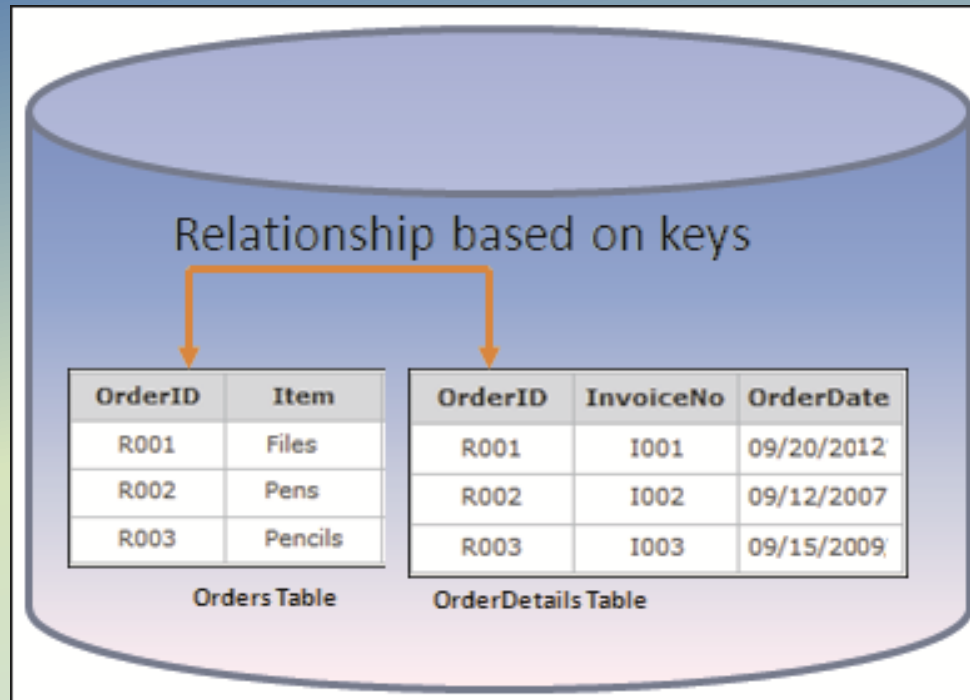 Relationship based on keys
OrderID Item
R001 Files
R002 Pens
R003 Pencils
Orders Table
OrderID InvoiceNo OrderDate
R001 I001 09/20/2012
R002 I002 09/12/2007
R003 I003 09/15/2009
OrderDetails Table